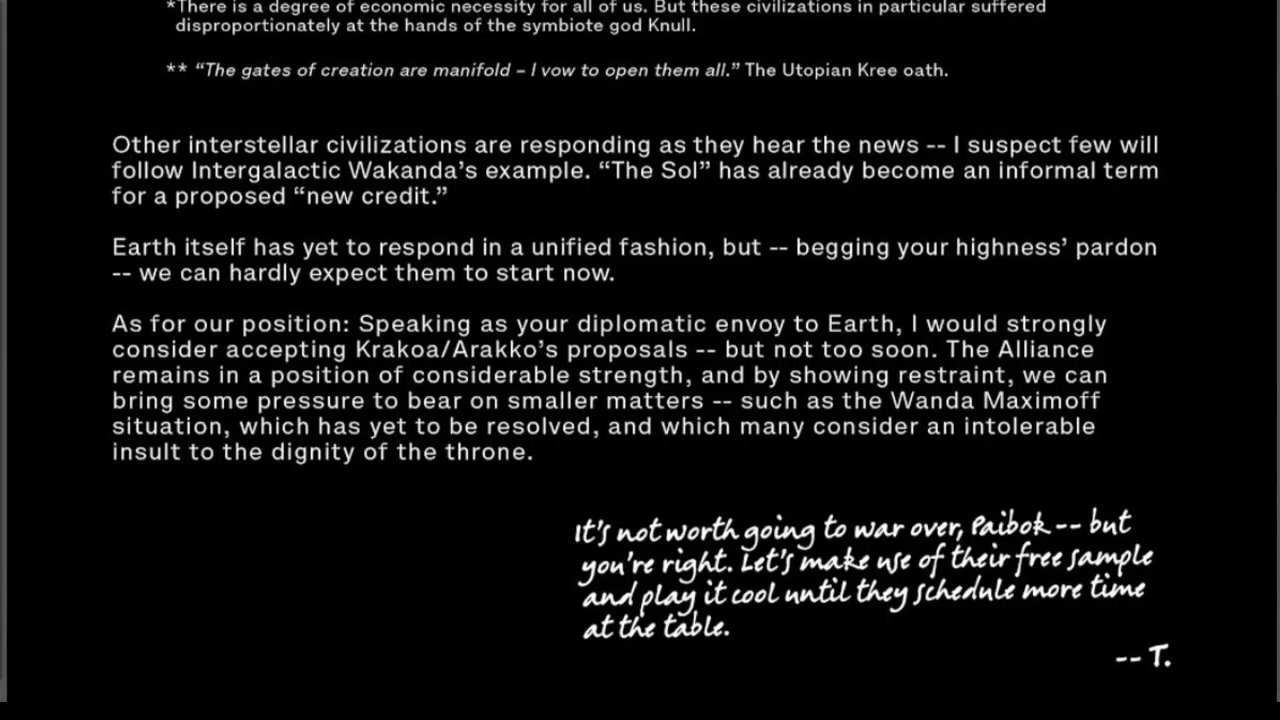 *There is a degree of economic necessity for all of us. But these civilizations in particular suffered
disproportionately at the hands of the symbiote god Knull.
** “The gates of creation are manifold – I vow to open them all.” The Utopian Kree oath.
Other interstellar civilizations are responding as they hear the news -- I suspect few will
follow Intergalactic Wakanda’s example. “The Sol” has already become an informal term
for a proposed “new credit.”
Earth itself has yet to respond in a unified fashion, but -- begging your highness’ pardon
-- we can hardly expect them to start now.
As for our position: Speaking as your diplomatic envoy to Earth, I would strongly
consider accepting Krakoa/Arakko’s proposals -- but not too soon. The Alliance
remains in a position of considerable strength, and by showing restraint, we can
bring some pressure to bear on smaller matters -- such as the Wanda Maximoff
situation, which has yet to be resolved, and which many consider an intolerable
insult to the dignity of the throne.
It's not worth going to war over, Paibok -- but
you're right. Let's make use of their free sample
and play it cool until they schedule more time
at the table.
-- T.